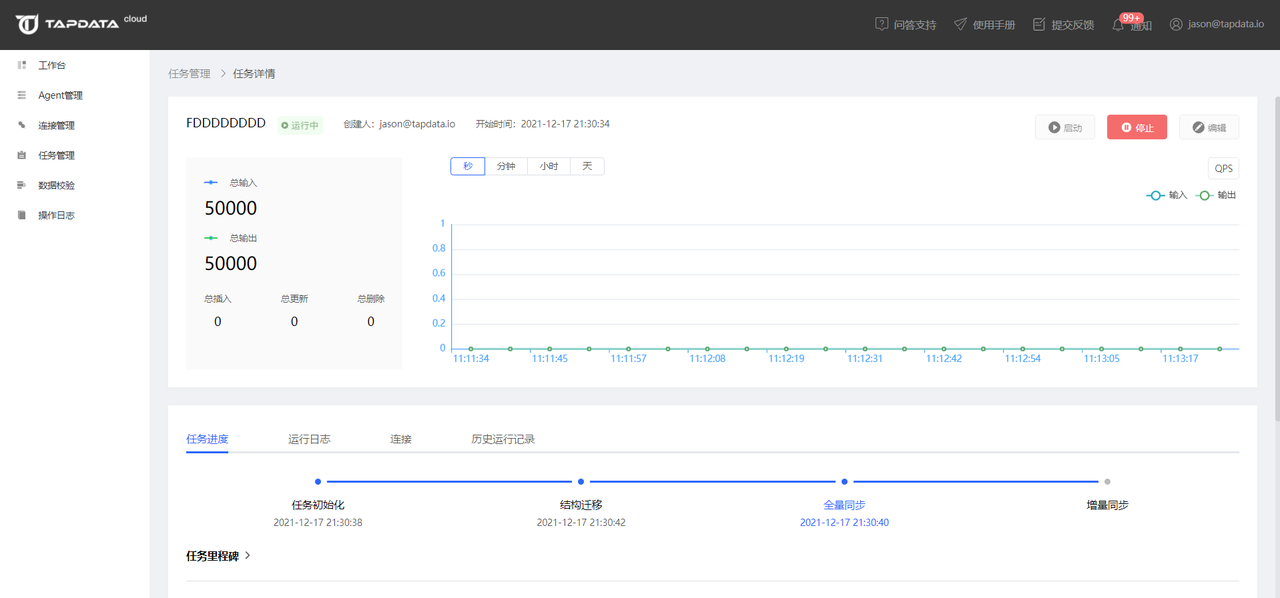 TAPDATA cloud
问答支持 使用手册 提交反馈 99+ 通知 jason@tapdata.io
工作台
Agent管理
连接管理
任务管理
数据校验
操作日志
任务管理 > 任务详情
FDDDDDDDD 运行中 创建人：jason@tapdata.io 开始时间：2021-12-17 21:30:34
启动 停止 编辑
总输入
50000
总输出
50000
总插入 总更新 总删除
0 0 0
秒 分钟 小时 天
QPS
输入 输出
1
0.8
0.6
0.4
0.2
0
11:11:34 11:11:45 11:11:57 11:12:08 11:12:19 11:12:31 11:12:42 11:12:54 11:13:05 11:13:17
任务进度 运行日志 连接 历史运行记录
任务初始化 结构迁移 全量同步 增量同步
2021-12-17 21:30:38 2021-12-17 21:30:42 2021-12-17 21:30:40
任务里程碑 >